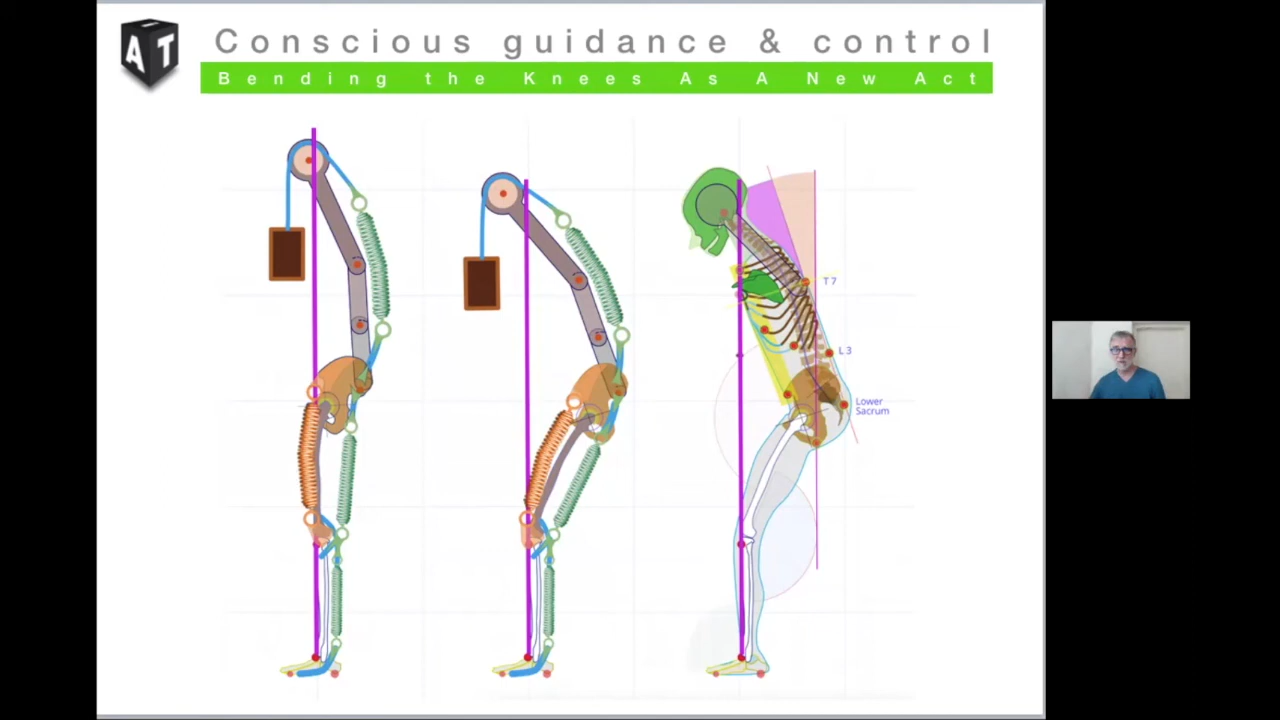 AT
Conscious guidance & control
Bending the Knees As A New Act
T7
L3
Lower
Sacrum